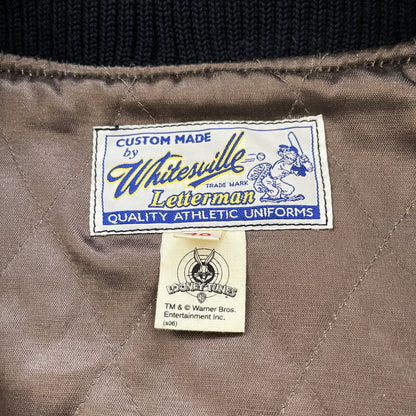 CUSTOM MADE
by
Whitesville
TRADE MARK
Letterman
QUALITY ATHLETIC UNIFORMS
LOONEY TUNES
TM & © Warner Bros.
Entertainment Inc.
(s06)